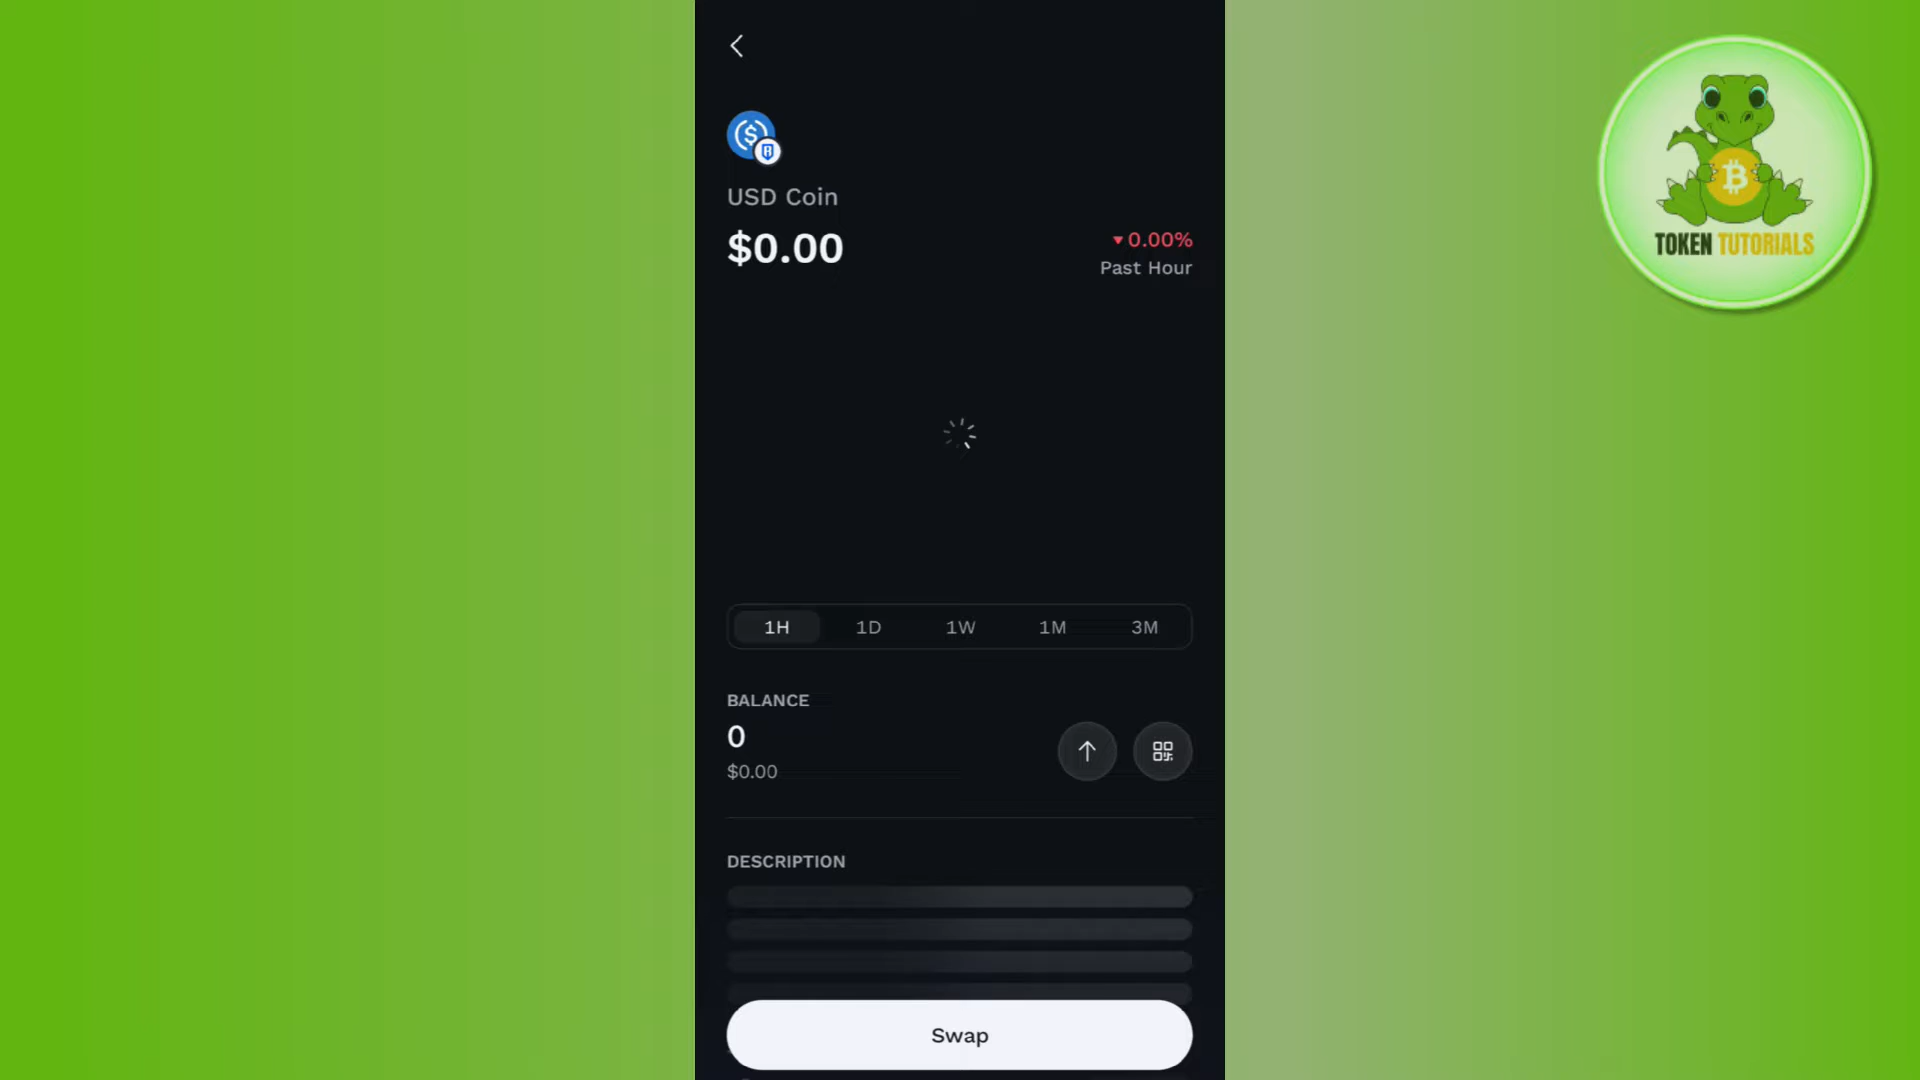 USD Coin
$0.00
0.00%
Past Hour
1H 1D 1W 1M 3M
BALANCE
0
$0.00
DESCRIPTION
Swap
TOKEN TUTORIALS